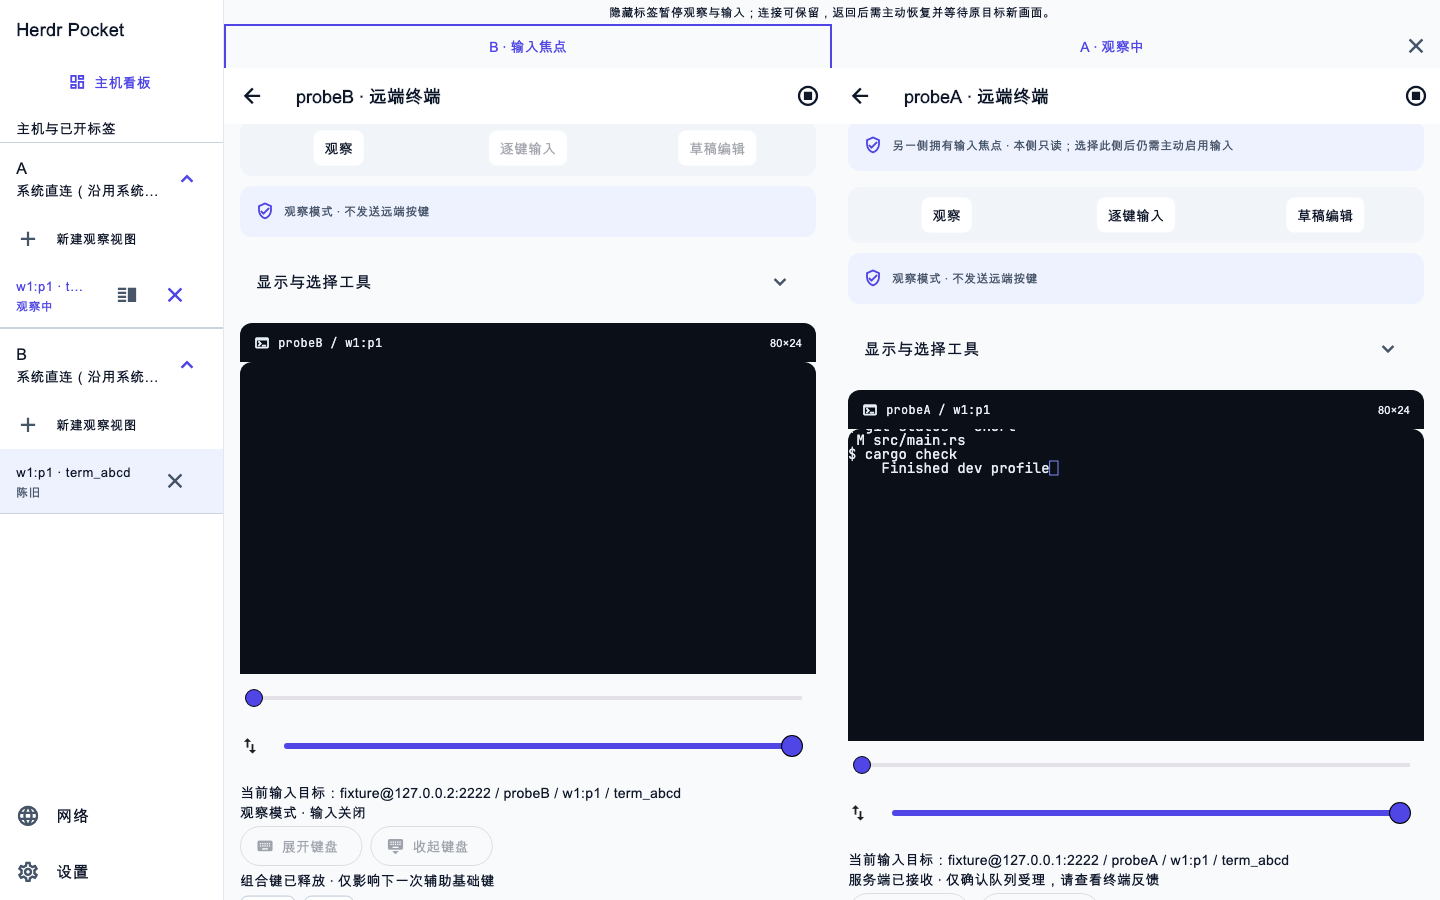 隐藏标签暂停观察与输入；连接可保留，返回后需主动恢复并等待原目标新画面。
Herdr Pocket
主机看板
主机与已开标签
A
系统直连（沿用系统...
新建观察视图
w1:p1 · t...
观察中
B
系统直连（沿用系统...
新建观察视图
w1:p1 · term_abcd
陈旧
网络
设置
B · 输入焦点
probeB · 远端终端
观察
逐键输入
草稿编辑
观察模式 · 不发送远端按键
显示与选择工具
probeB / w1:p1
80×24
当前输入目标：fixture@127.0.0.2:2222 / probeB / w1:p1 / term_abcd
观察模式 · 输入关闭
展开键盘
收起键盘
组合键已释放 · 仅影响下一次辅助基础键
A · 观察中
probeA · 远端终端
另一侧拥有输入焦点 · 本侧只读；选择此侧后仍需主动启用输入
观察
逐键输入
草稿编辑
观察模式 · 不发送远端按键
显示与选择工具
probeA / w1:p1
80×24
M src/main.rs
$ cargo check
Finished dev profile
当前输入目标：fixture@127.0.0.1:2222 / probeA / w1:p1 / term_abcd
服务端已接收 · 仅确认队列受理，请查看终端反馈